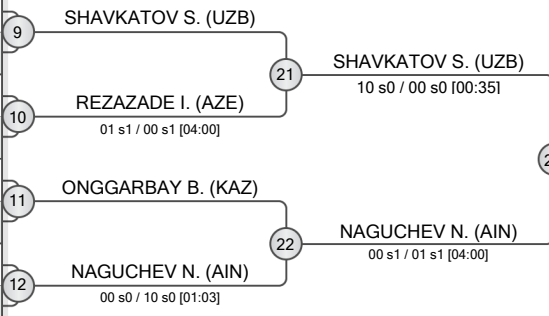 SHAVKATOV S. (UZB)
9
21
SHAVKATOV S. (UZB)
10 s0 / 00 s0 [00:35]
REZAZADE I. (AZE)
10
01 s1 / 00 s1 [04:00]
ONGGARBAY B. (KAZ)
11
22
NAGUCHEV N. (AIN)
00 s1 / 01 s1 [04:00]
NAGUCHEV N. (AIN)
12
00 s0 / 10 s0 [01:03]